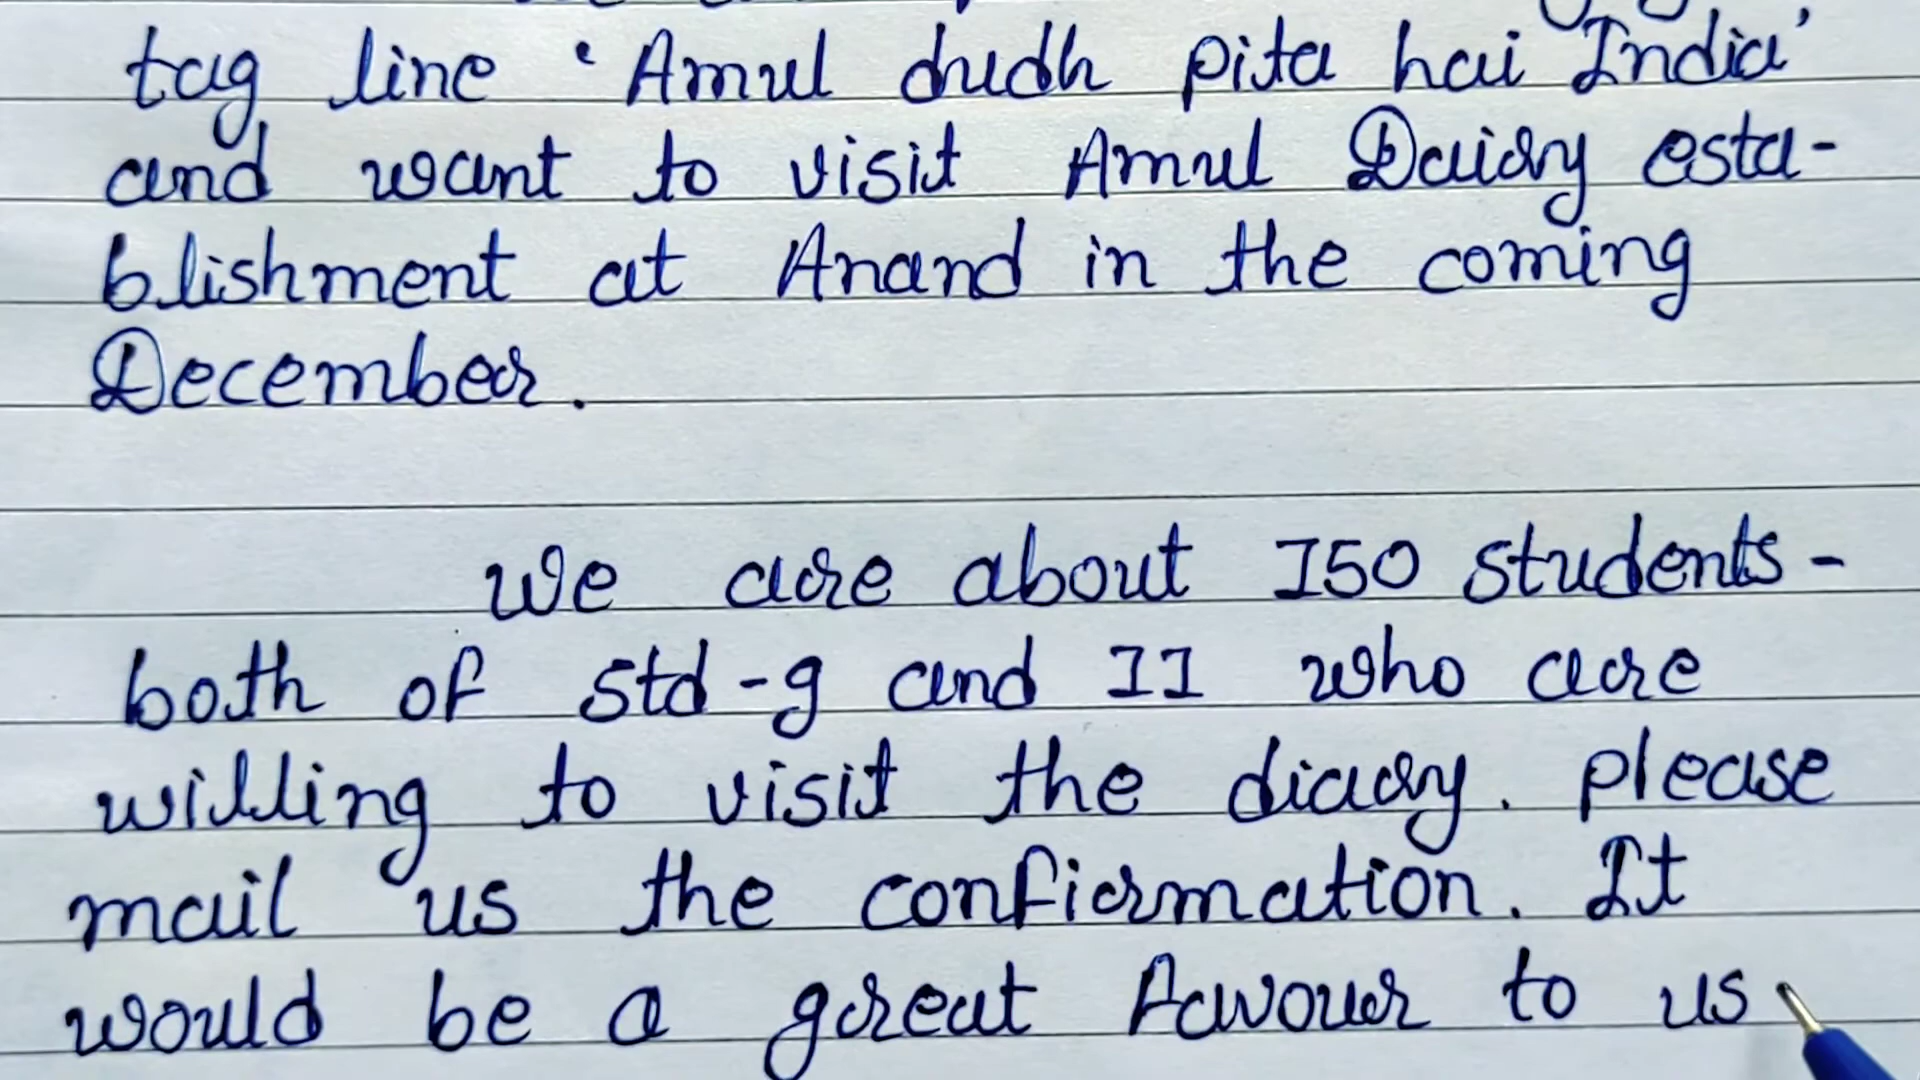 tag line 'Amul dudh pita hai India'
and want to visit Amul Dairy esta-
blishment at Anand in the coming
December.
We are about 150 students-
both of std-9 and 11 who are
willing to visit the diary. please
mail us the confirmation. It
would be a great favour to us